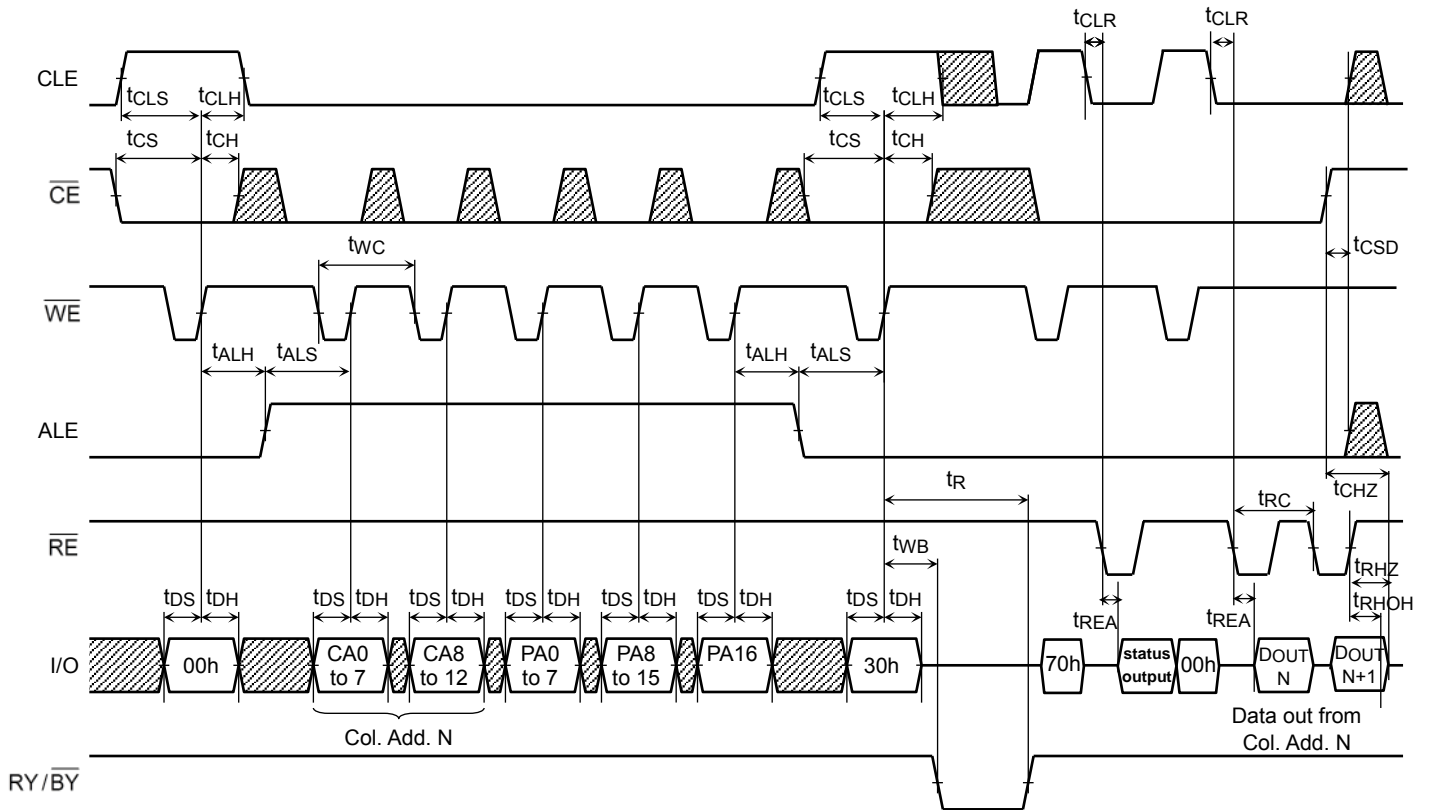 tCLR tCLR
CLE
tCLS tCLH tCLS tCLH
tCS tCH tCS tCH
CE
tWC tCSD
WE
tALH tALS tALH tALS
ALE
tR tCHZ tRC
RE
tWB tRHZ
tDS tDH tDS tDH tDS tDH tDS tDH tDS tDH tDS tDH tDS tDH tREA tREA tRHOH
I/O
00h
CA0
to 7
CA8
to 12
PA0
to 7
PA8
to 15
PA16
30h
70h
status
output
00h
DOUT
N
DOUT
N+1
Col. Add. N
Data out from
Col. Add. N
RY/BY